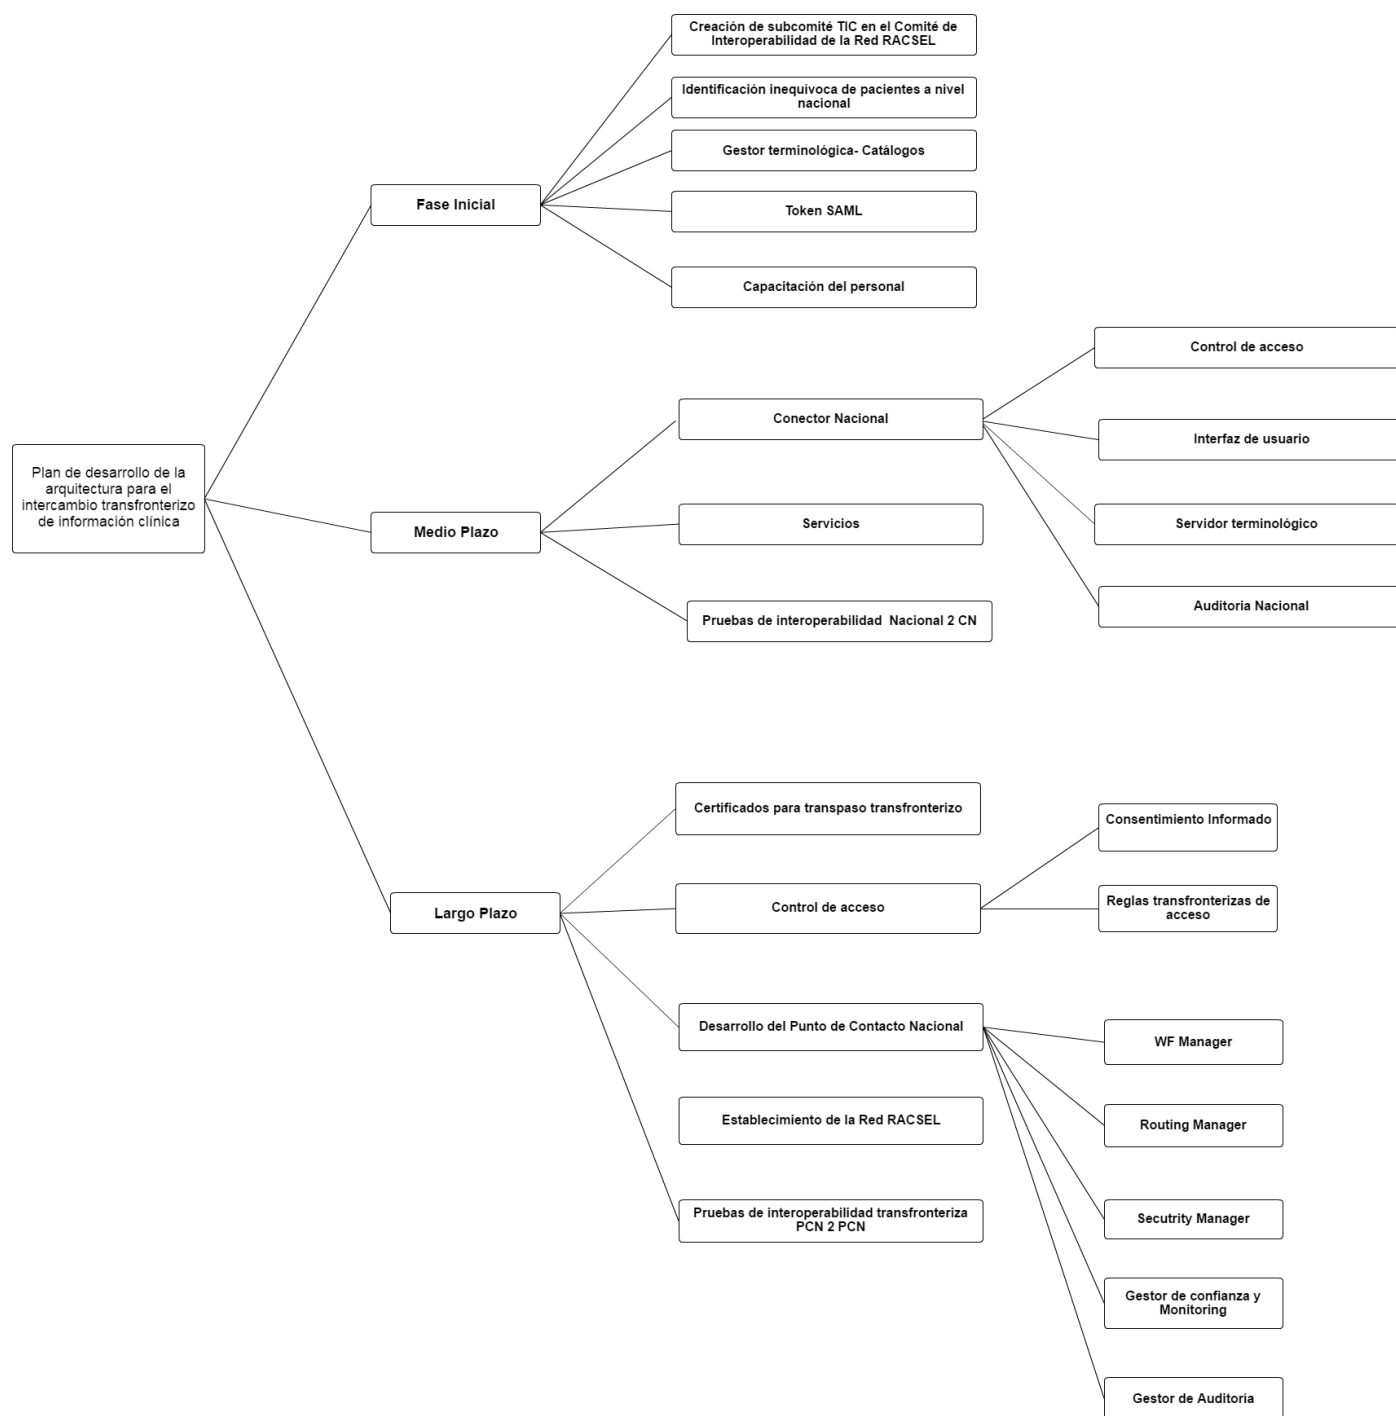 Plan de desarrollo de la
arquitectura para el
intercambio transfronterizo
de información clínica
Fase Inicial
Creación de subcomité TIC en el Comité de
Interoperabilidad de la Red RACSEL
Identificación inequívoca de pacientes a nivel
nacional
Gestor terminológica- Catálogos
Token SAML
Capacitación del personal
Medio Plazo
Conector Nacional
Control de acceso
Interfaz de usuario
Servidor terminológico
Auditoria Nacional
Servicios
Pruebas de interoperabilidad Nacional 2 CN
Largo Plazo
Certificados para transpaso transfronterizo
Control de acceso
Consentimiento Informado
Reglas transfronterizas de
acceso
Desarrollo del Punto de Contacto Nacional
WF Manager
Routing Manager
Secutrity Manager
Gestor de confianza y
Monitoring
Gestor de Auditoría
Establecimiento de la Red RACSEL
Pruebas de interoperabilidad transfronteriza
PCN 2 PCN